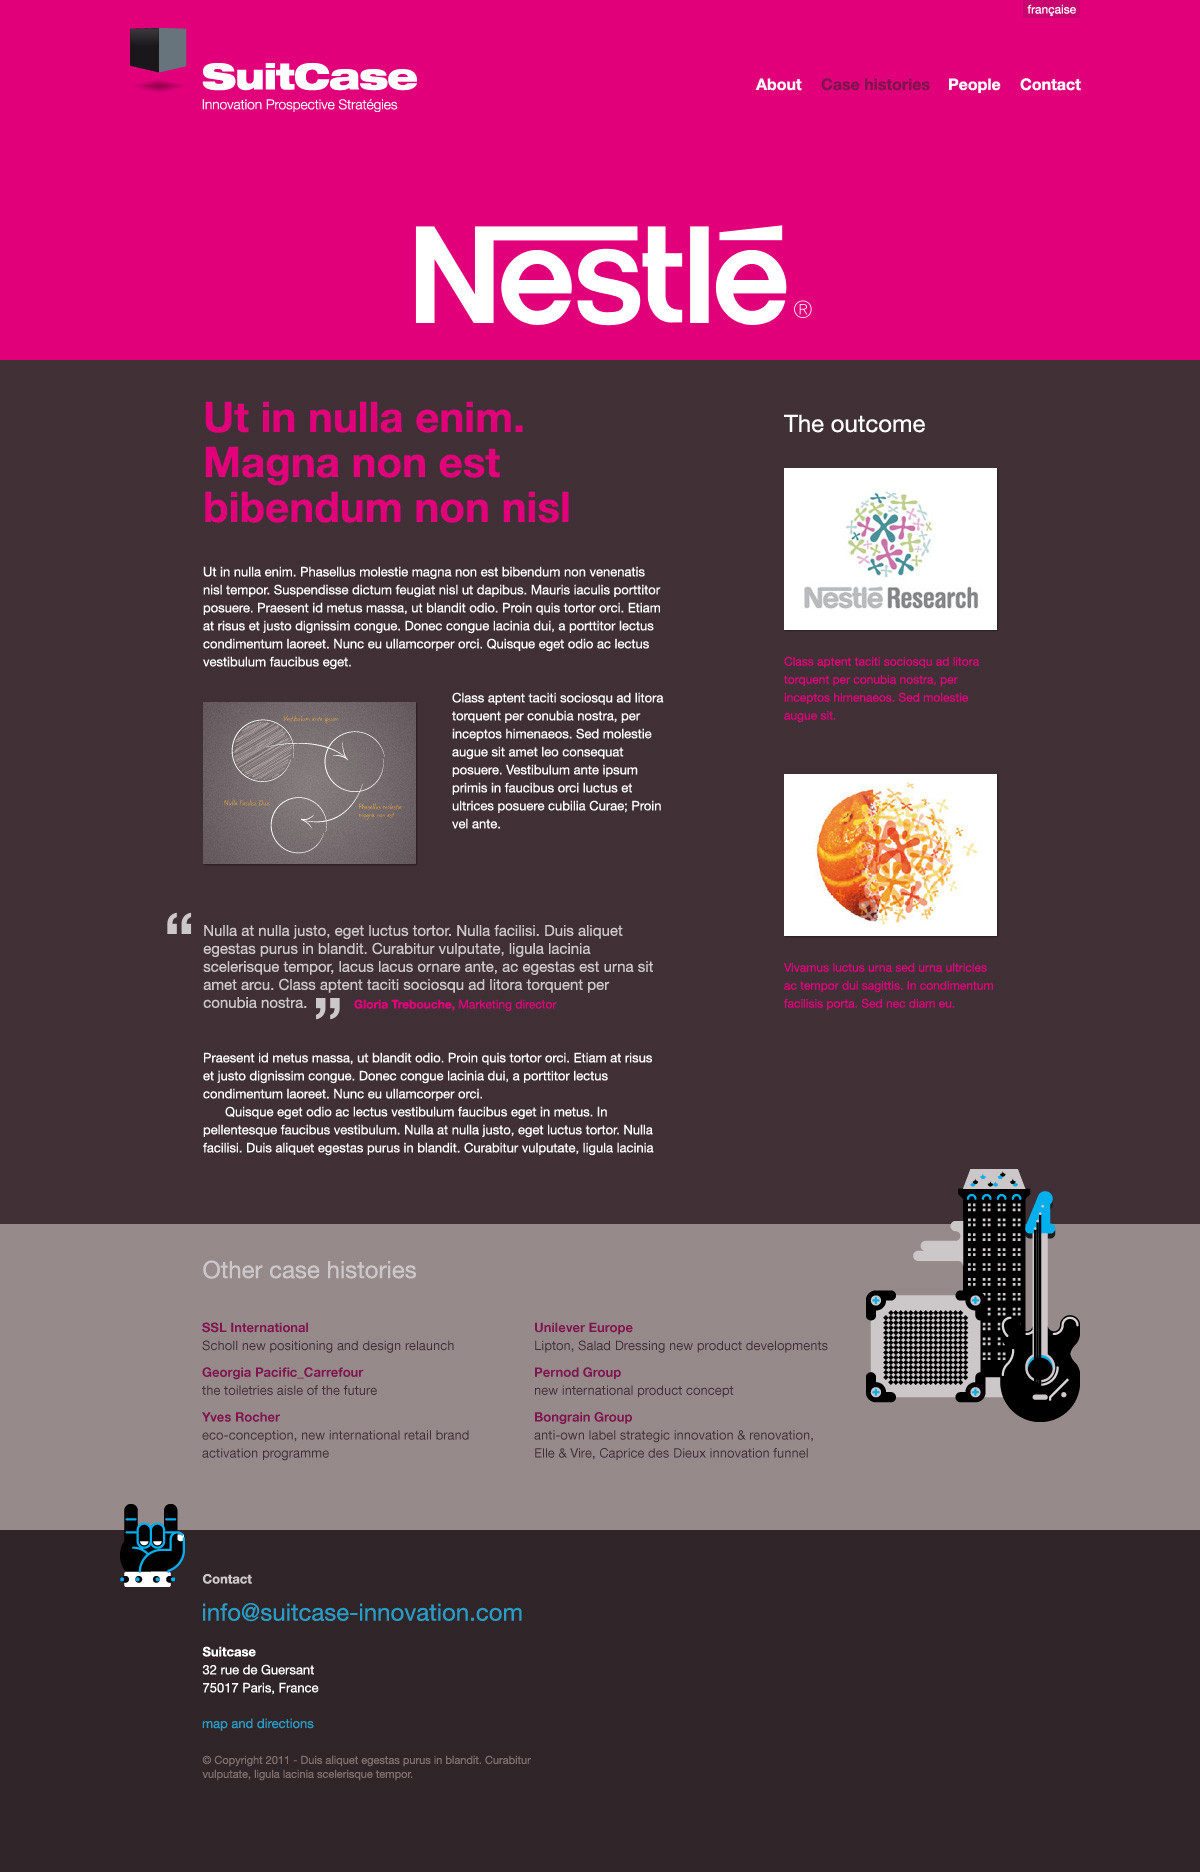 française
SuitCase
Innovation Prospective Stratégies
About Case histories People Contact
Nestlé®
Ut in nulla enim.
Magna non est
bibendum non nisl
Ut in nulla enim. Phasellus molestie magna non est bibendum non venenatis
nisl tempor. Suspendisse dictum feugiat nisl ut dapibus. Mauris iaculis porttitor
posuere. Praesent id metus massa, ut blandit odio. Proin quis tortor orci. Etiam
at risus et justo dignissim congue. Donec congue lacinia dui, a porttitor lectus
condimentum laoreet. Nunc eu ullamcorper orci. Quisque eget odio ac lectus
vestibulum faucibus eget.
Vestibulum ante ipsum
Nulla facilisi. Duis
Phasellus molestie
magna non est
Class aptent taciti sociosqu ad litora
torquent per conubia nostra, per
inceptos himenaeos. Sed molestie
augue sit amet leo consequat
posuere. Vestibulum ante ipsum
primis in faucibus orci luctus et
ultrices posuere cubilia Curae; Proin
vel ante.
“ Nulla at nulla justo, eget luctus tortor. Nulla facilisi. Duis aliquet
egestas purus in blandit. Curabitur vulputate, ligula lacinia
scelerisque tempor, lacus lacus ornare ante, ac egestas est urna sit
amet arcu. Class aptent taciti sociosqu ad litora torquent per
conubia nostra. ” Gloria Trebouche, Marketing director
Praesent id metus massa, ut blandit odio. Proin quis tortor orci. Etiam at risus
et justo dignissim congue. Donec congue lacinia dui, a porttitor lectus
condimentum laoreet. Nunc eu ullamcorper orci.
Quisque eget odio ac lectus vestibulum faucibus eget in metus. In
pellentesque faucibus vestibulum. Nulla at nulla justo, eget luctus tortor. Nulla
facilisi. Duis aliquet egestas purus in blandit. Curabitur vulputate, ligula lacinia
The outcome
Nestlé Research
Class aptent taciti sociosqu ad litora
torquent per conubia nostra, per
inceptos himenaeos. Sed molestie
augue sit.
Vivamus luctus urna sed urna ultricies
ac tempor dui sagittis. In condimentum
facilisis porta. Sed nec diam eu.
Other case histories
SSL International
Scholl new positioning and design relaunch
Georgia Pacific_Carrefour
the toiletries aisle of the future
Yves Rocher
eco-conception, new international retail brand
activation programme
Unilever Europe
Lipton, Salad Dressing new product developments
Pernod Group
new international product concept
Bongrain Group
anti-own label strategic innovation & renovation,
Elle & Vire, Caprice des Dieux innovation funnel
Contact
info@suitcase-innovation.com
Suitcase
32 rue de Guersant
75017 Paris, France
map and directions
© Copyright 2011 - Duis aliquet egestas purus in blandit. Curabitur
vulputate, ligula lacinia scelerisque tempor.